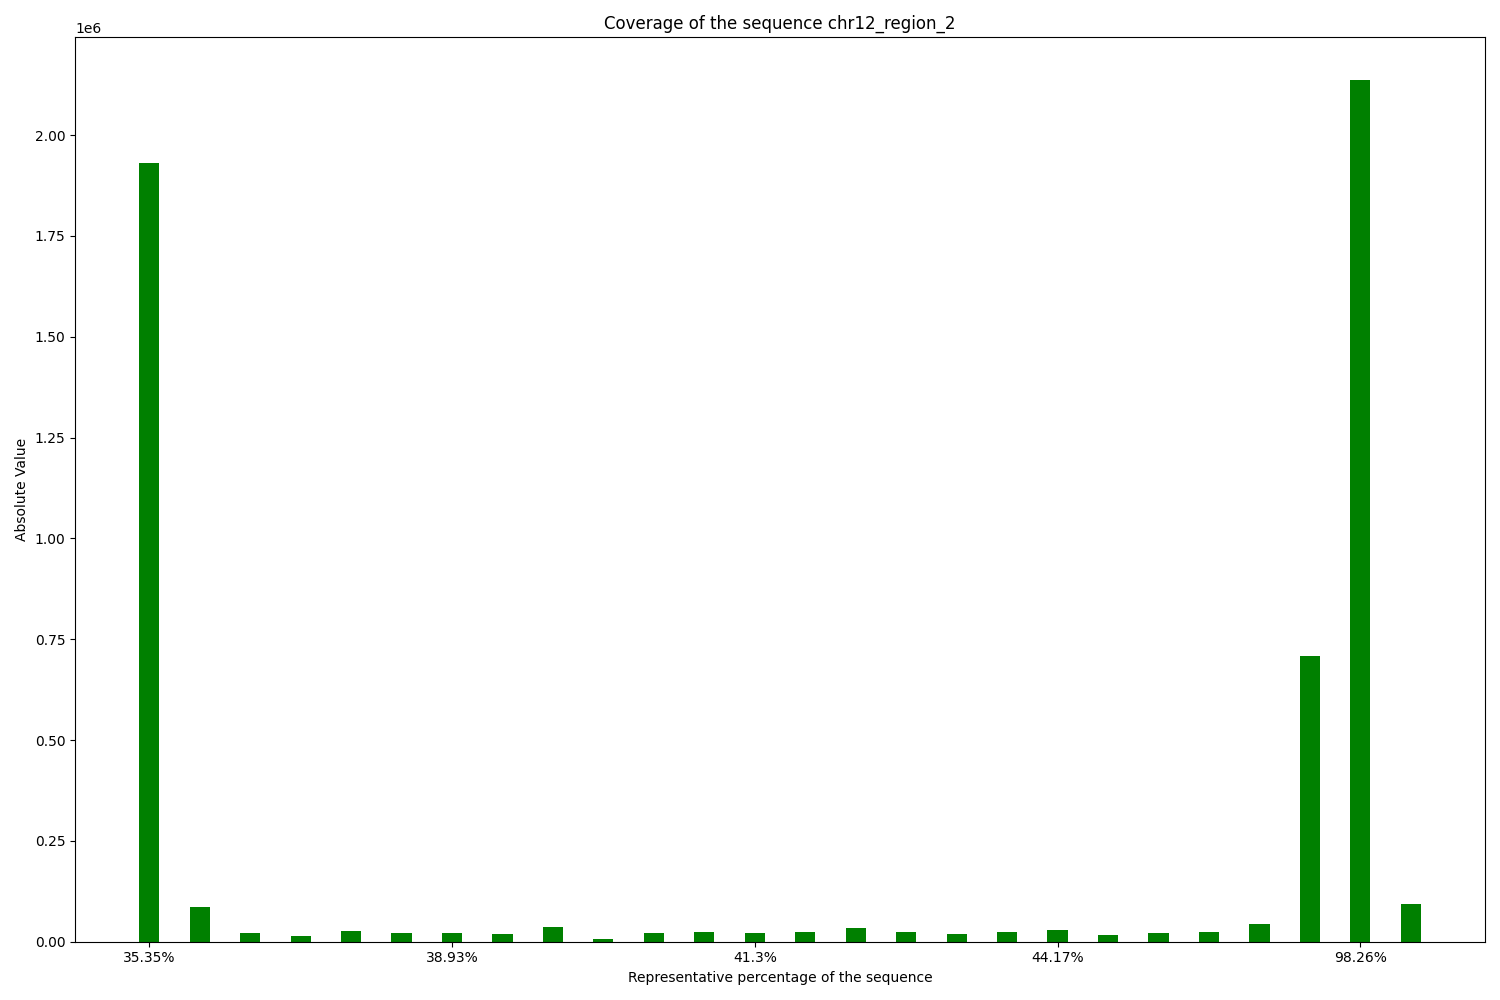 Coverage of the sequence chr12_region_2
1e6
2.00
1.75
1.50
1.25
1.00
0.75
0.50
0.25
0.00
Absolute Value
35.35% 38.93% 41.3% 44.17% 98.26%
Representative percentage of the sequence